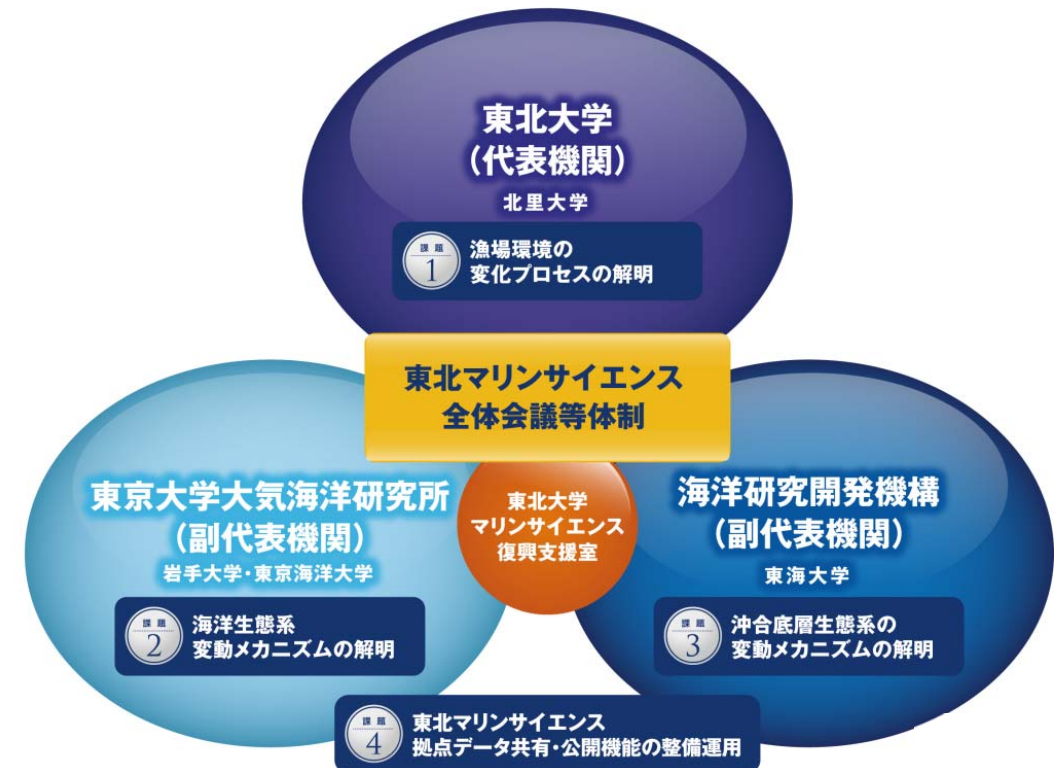 東北大学
（代表機関）
北里大学
課題
1
漁場環境の
変化プロセスの解明
東北マリンサイエンス
全体会議等体制
東京大学大気海洋研究所
（副代表機関）
岩手大学・東京海洋大学
課題
2
海洋生態系
変動メカニズムの解明
東北大学
マリンサイエンス
復興支援室
海洋研究開発機構
（副代表機関）
東海大学
課題
3
沖合底層生態系の
変動メカニズムの解明
課題
4
東北マリンサイエンス
拠点データ共有・公開機能の整備運用